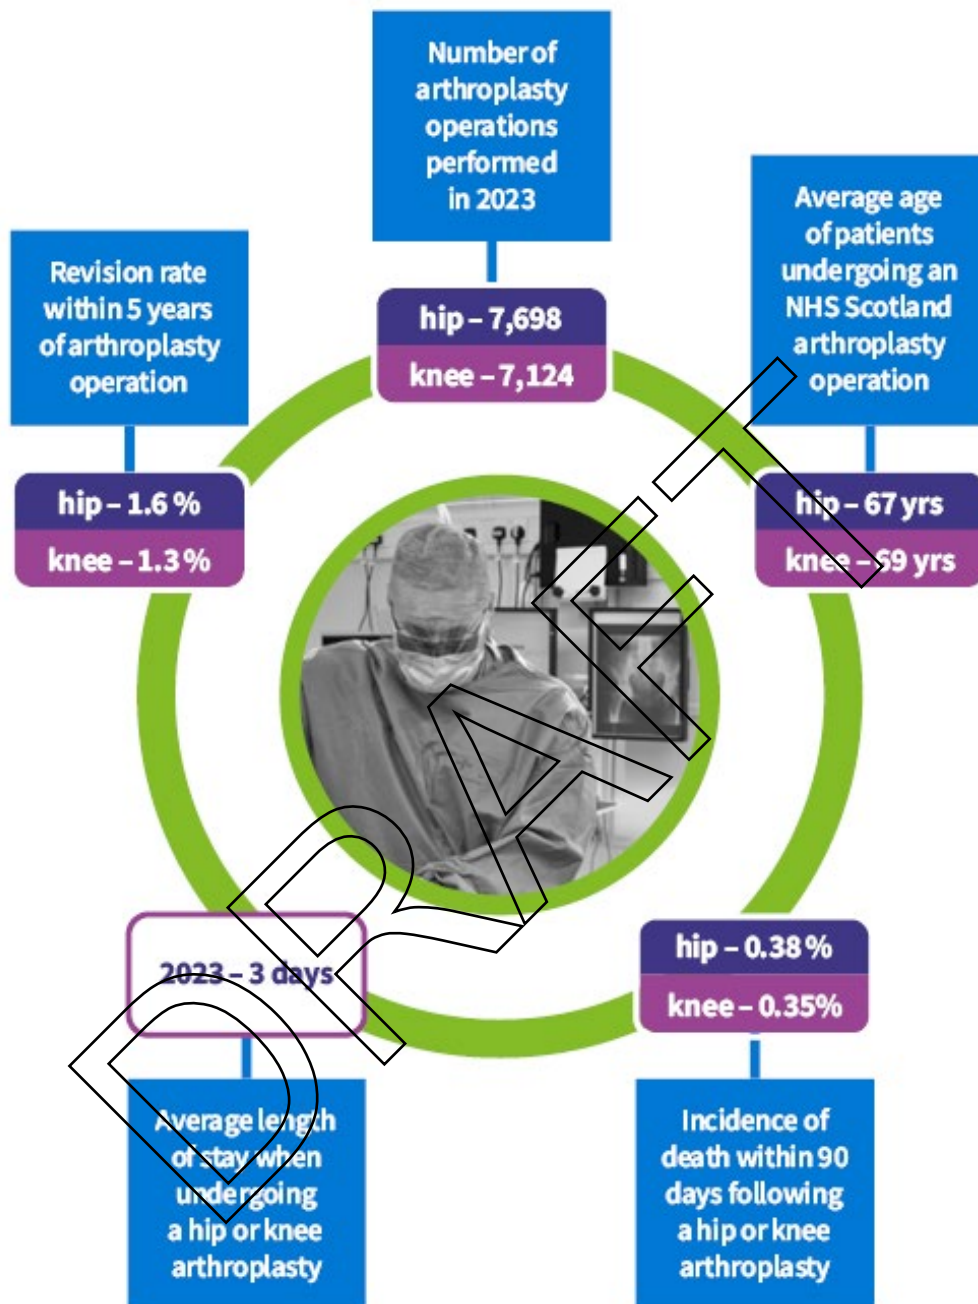 Number of
arthroplasty
operations
performed
in 2023
hip – 7,698
knee – 7,124
Average age
of patients
undergoing an
NHS Scotland
arthroplasty
operation
hip – 67 yrs
knee – 69 yrs
Revision rate
within 5 years
of arthroplasty
operation
hip – 1.6 %
knee – 1.3 %
2023 – 3 days
Average length
of stay when
undergoing
a hip or knee
arthroplasty
hip – 0.38 %
knee – 0.35%
Incidence of
death within 90
days following
a hip or knee
arthroplasty
DRAFT